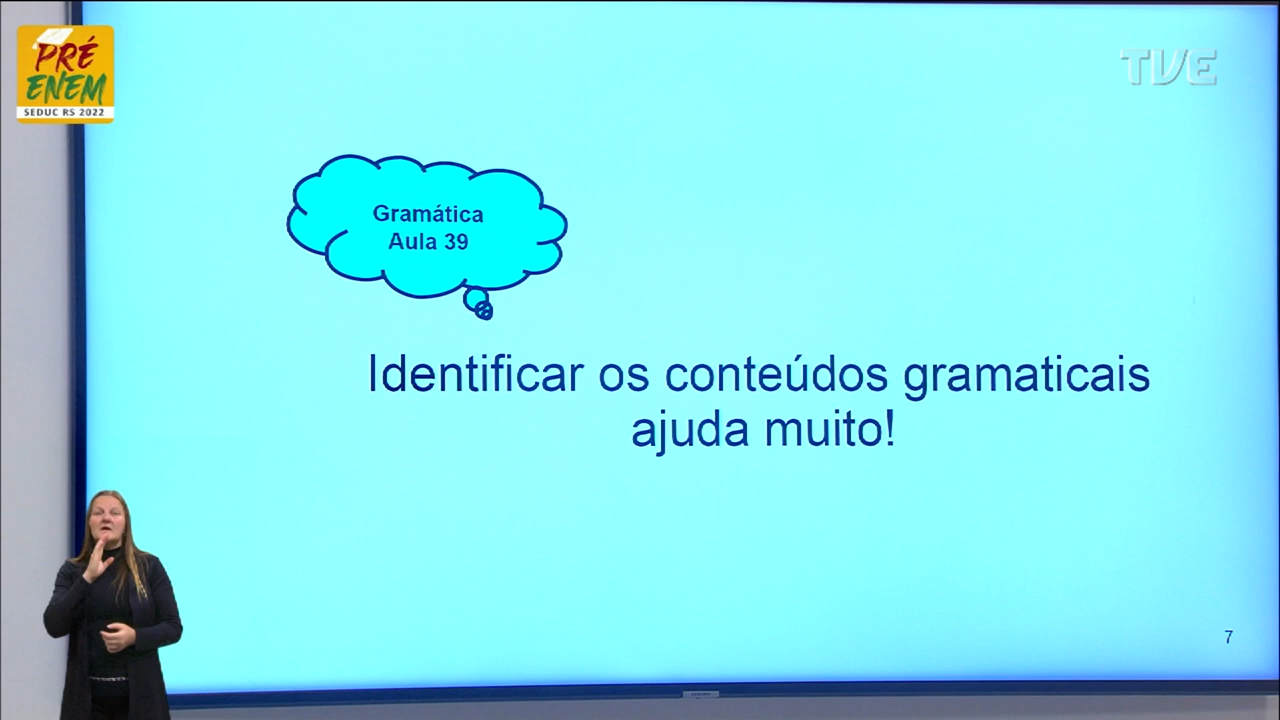 PRÉ
ENEM
SEDUC RS 2022
TVE
Gramática
Aula 39
Identificar os conteúdos gramaticais
ajuda muito!
7